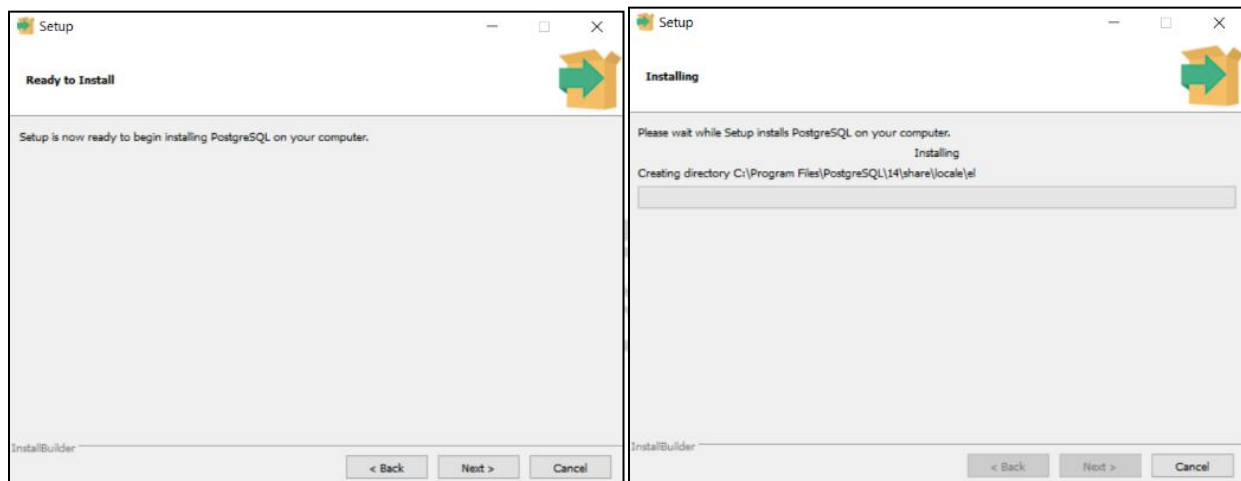 Setup
Ready to Install
Setup is now ready to begin installing PostgreSQL on your computer.
InstallBuilder
< Back Next > Cancel
Setup
Installing
Please wait while Setup installs PostgreSQL on your computer.
Installing
Creating directory C:\Program Files\PostgreSQL\14\share\locale\el
InstallBuilder
< Back Next > Cancel